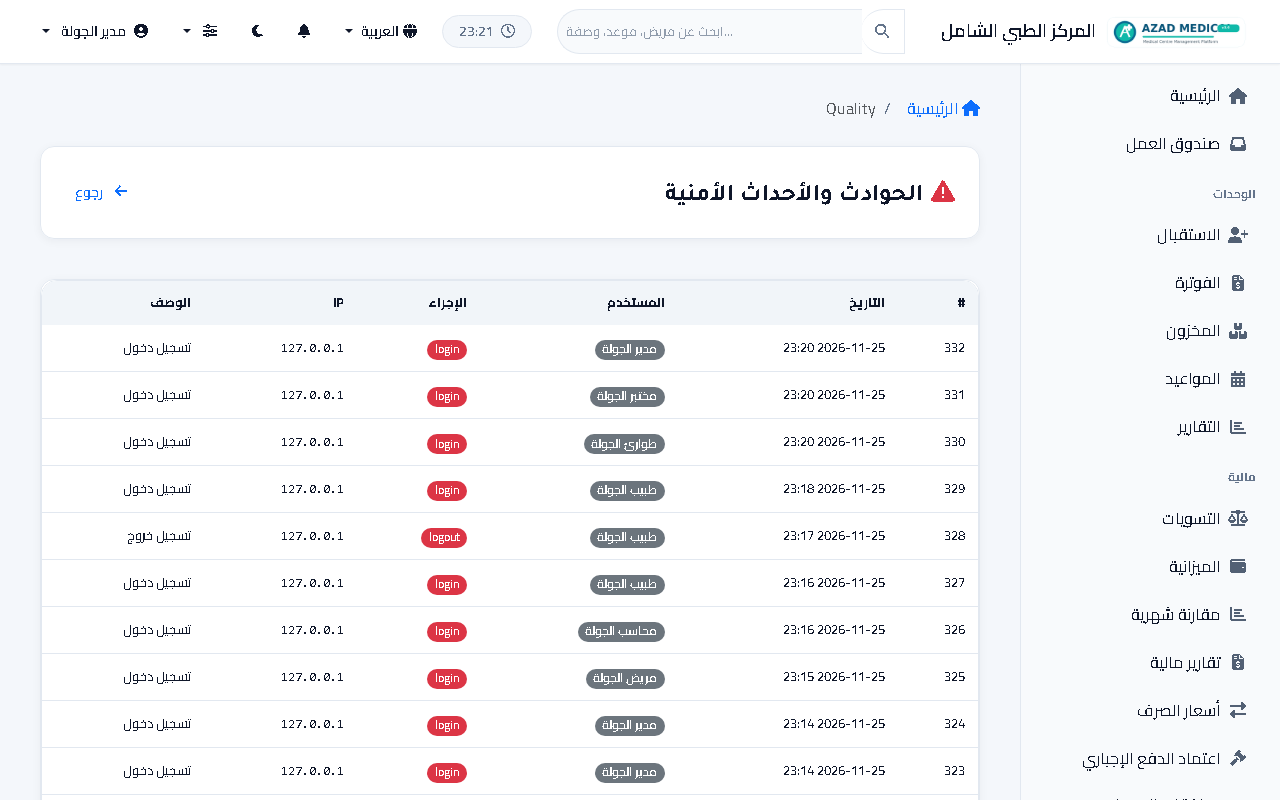 AZAD MEDIC
Medical Centre Management Platform
المركز الطبي الشامل
ابحث عن مريض، موعد، وصفة...
23:21
العربية
مدير الجولة
الرئيسية
صندوق العمل
الوحدات
الاستقبال
الفوترة
المخزون
المواعيد
التقارير
مالية
التسويات
الميزانية
مقارنة شهرية
تقارير مالية
أسعار الصرف
اعتماد الدفع الإجباري
الرئيسية / Quality
الحوادث والأحداث الأمنية
رجوع
# التاريخ المستخدم الإجراء IP الوصف
332 2026-11-25 23:20 مدير الجولة login 127.0.0.1 تسجيل دخول
331 2026-11-25 23:20 مختبر الجولة login 127.0.0.1 تسجيل دخول
330 2026-11-25 23:20 طوارئ الجولة login 127.0.0.1 تسجيل دخول
329 2026-11-25 23:18 طبيب الجولة login 127.0.0.1 تسجيل دخول
328 2026-11-25 23:17 طبيب الجولة logout 127.0.0.1 تسجيل خروج
327 2026-11-25 23:16 طبيب الجولة login 127.0.0.1 تسجيل دخول
326 2026-11-25 23:16 محاسب الجولة login 127.0.0.1 تسجيل دخول
325 2026-11-25 23:15 مريض الجولة login 127.0.0.1 تسجيل دخول
324 2026-11-25 23:14 مدير الجولة login 127.0.0.1 تسجيل دخول
323 2026-11-25 23:14 مدير الجولة login 127.0.0.1 تسجيل دخول